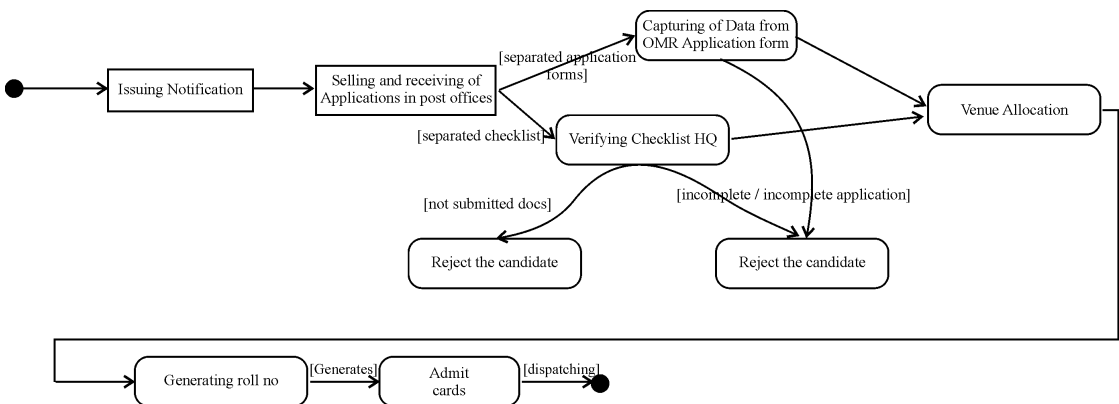 Capturing of Data from
OMR Application form
[separated application
forms]
Issuing Notification
Selling and receiving of
Applications in post offices
Venue Allocation
[separated checklist]
Verifying Checklist HQ
[not submitted docs]
[incomplete / incomplete application]
Reject the candidate
Reject the candidate
Generating roll no
[Generates]
Admit
cards
[dispatching]